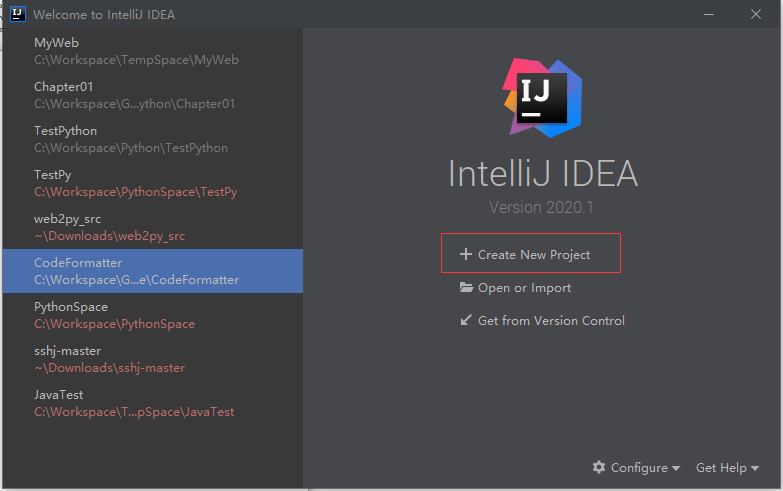 Welcome to IntelliJ IDEA
MyWeb
C:\Workspace\TempSpace\MyWeb
Chapter01
C:\Workspace\G...ython\Chapter01
TestPython
C:\Workspace\Python\TestPython
TestPy
C:\Workspace\PythonSpace\TestPy
web2py_src
~\Downloads\web2py_src
CodeFormatter
C:\Workspace\G...e\CodeFormatter
PythonSpace
C:\Workspace\PythonSpace
sshj-master
~\Downloads\sshj-master
JavaTest
C:\Workspace\T...pSpace\JavaTest
IJ
IntelliJ IDEA
Version 2020.1
Create New Project
Open or Import
Get from Version Control
Configure
Get Help